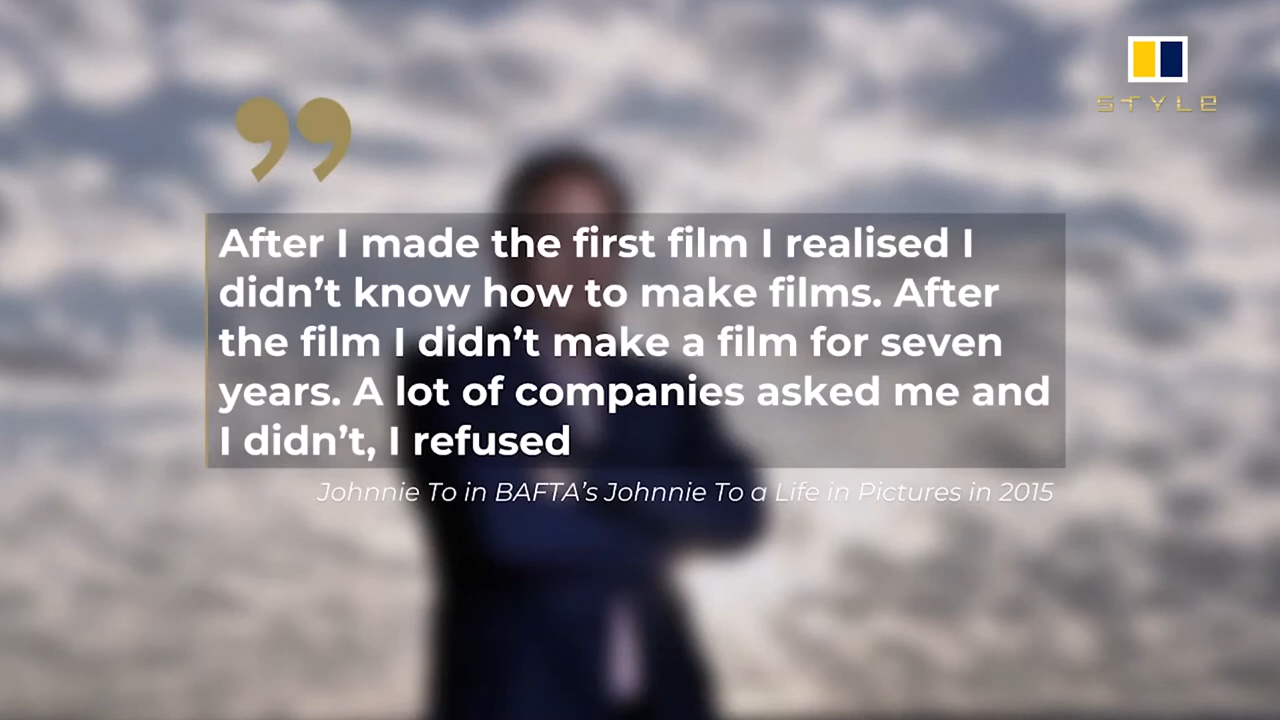 STYLE
”
After I made the first film I realised I
didn’t know how to make films. After
the film I didn’t make a film for seven
years. A lot of companies asked me and
I didn’t, I refused
Johnnie To in BAFTA’s Johnnie To a Life in Pictures in 2015